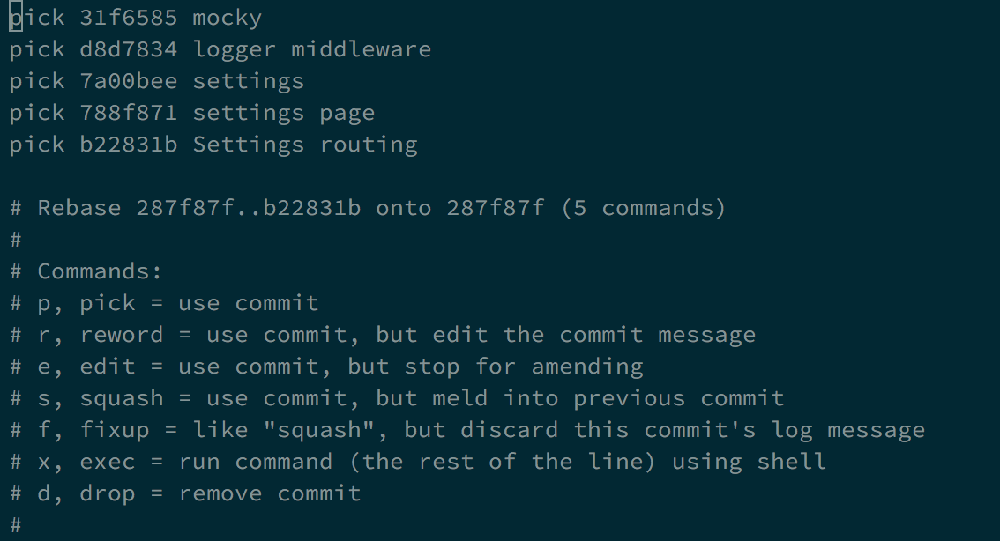 pick 31f6585 mocky
pick d8d7834 logger middleware
pick 7a00bee settings
pick 788f871 settings page
pick b22831b Settings routing
# Rebase 287f87f..b22831b onto 287f87f (5 commands)
#
# Commands:
# p, pick = use commit
# r, reword = use commit, but edit the commit message
# e, edit = use commit, but stop for amending
# s, squash = use commit, but meld into previous commit
# f, fixup = like "squash", but discard this commit's log message
# x, exec = run command (the rest of the line) using shell
# d, drop = remove commit
#